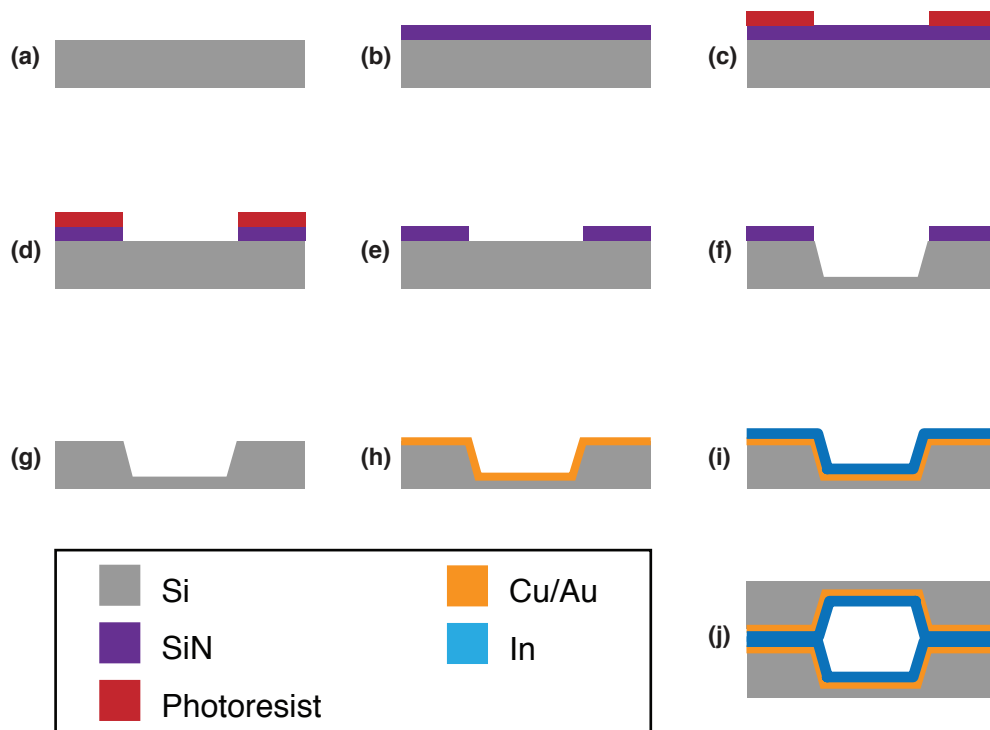 (a)
(b)
(c)
(d)
(e)
(f)
(g)
(h)
(i)
(j)
Si
Cu/Au
SiN
In
Photoresist